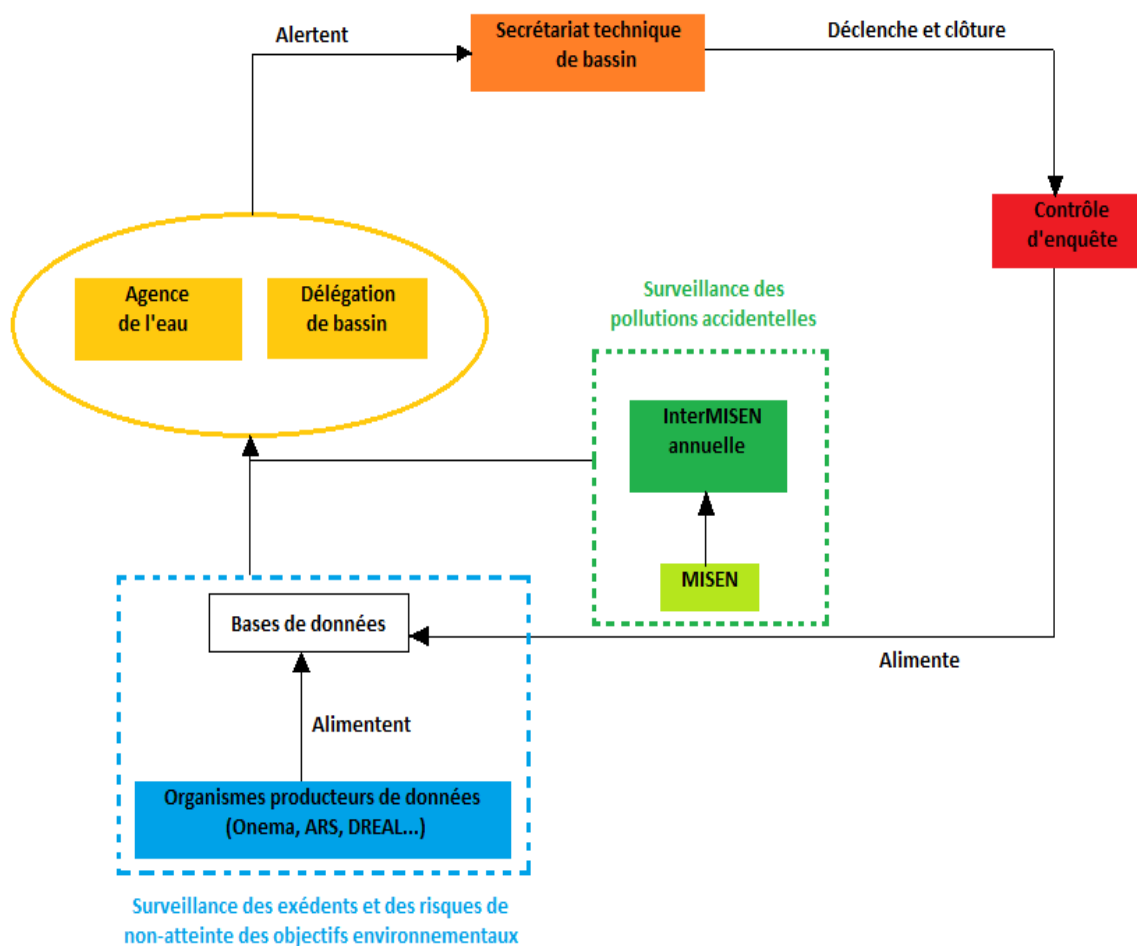 Alertent
Secrétariat technique
de bassin
Déclenche et clôture
Contrôle
d'enquête
Agence
de l'eau
Délégation
de bassin
Surveillance des
pollutions accidentelles
InterMISEN
annuelle
MISEN
Bases de données
Alimente
Alimentent
Organismes producteurs de données
(Onema, ARS, DREAL...)
Surveillance des exédents et des risques de
non-atteinte des objectifs environnementaux